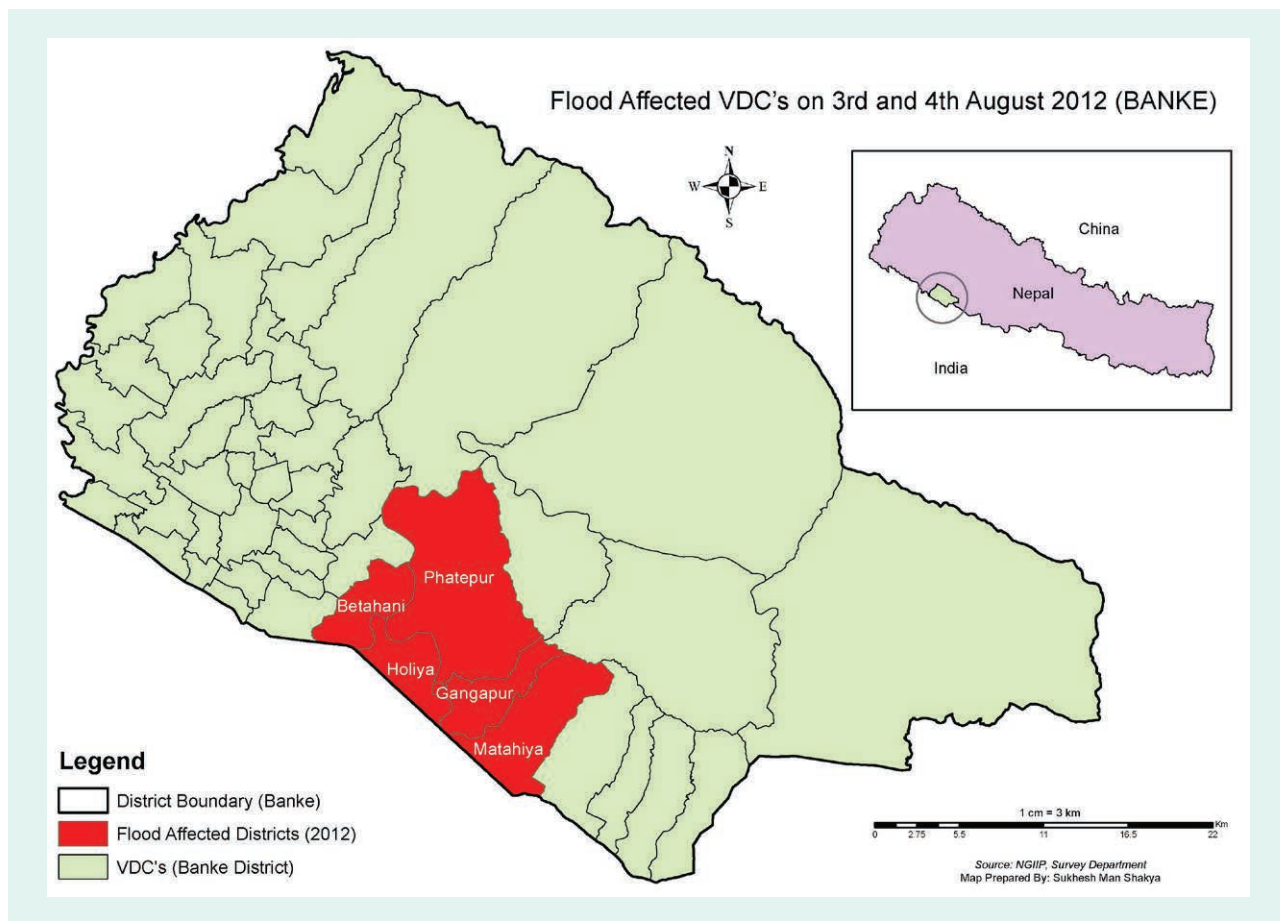 Flood Affected VDC's on 3rd and 4th August 2012 (BANKE)
N
W
E
S
China
Nepal
India
Phatepur
Betahani
Holiya
Gangapur
Matahiya
Legend
District Boundary (Banke)
Flood Affected Districts (2012)
VDC's (Banke District)
1 cm = 3 km
Km
0 2.75 5.5 11 16.5 22
Source: NGIIP, Survey Department
Map Prepared By: Sukhesh Man Shakya